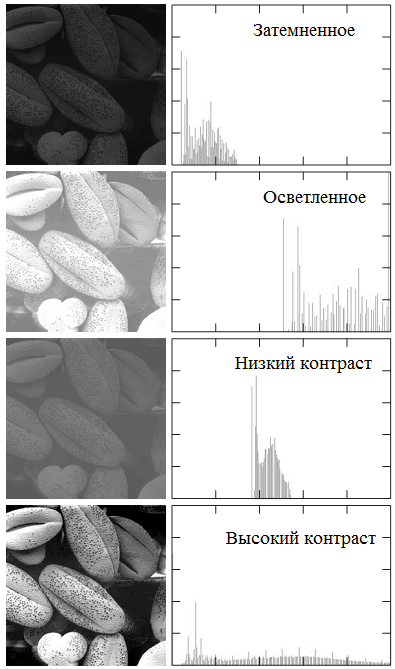 Затемненное
Осветленное
Низкий контраст
Высокий контраст